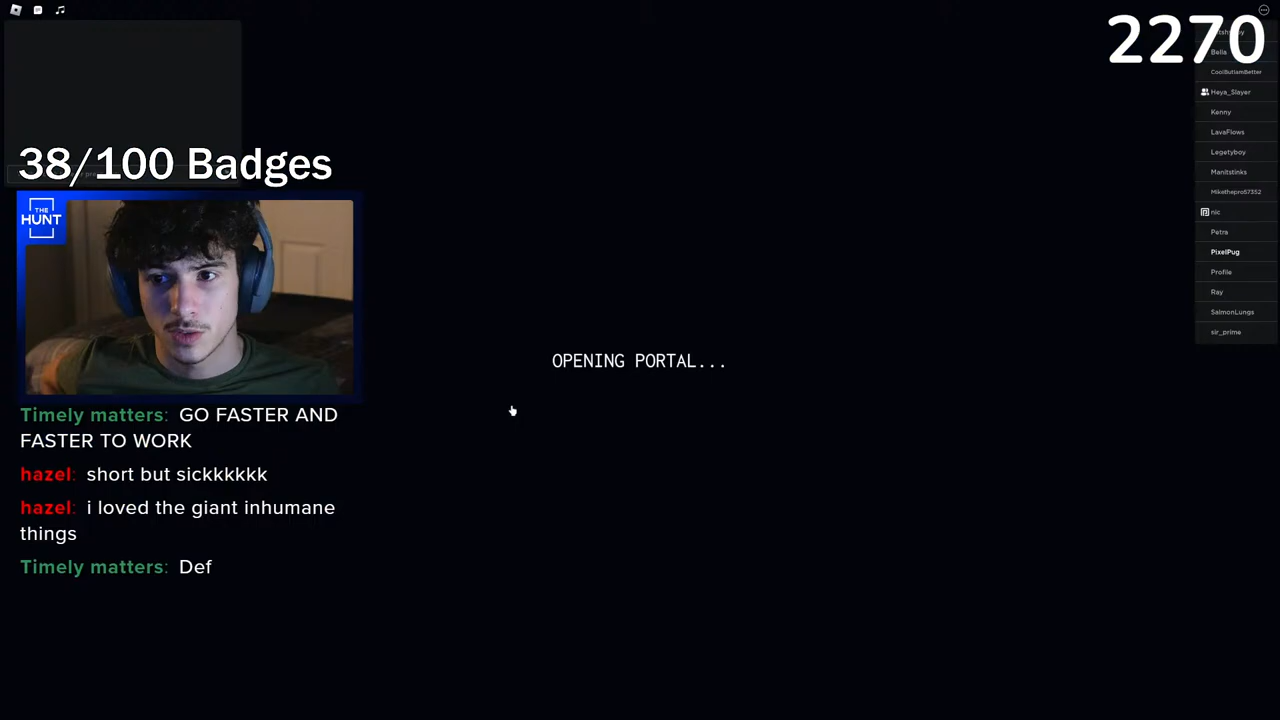 2270
Bella
CoolButIamBetter
Heya_Slayer
Kenny
LavaFlows
Legetyboy
Manitstinks
Mikethepro57352
nic
Petra
PixelPug
Profile
Ray
SalmonLungs
sir_prime
38/100 Badges
THE
HUNT
OPENING PORTAL...
Timely matters: GO FASTER AND
FASTER TO WORK
hazel: short but sickkkkkk
hazel: i loved the giant inhumane
things
Timely matters: Def